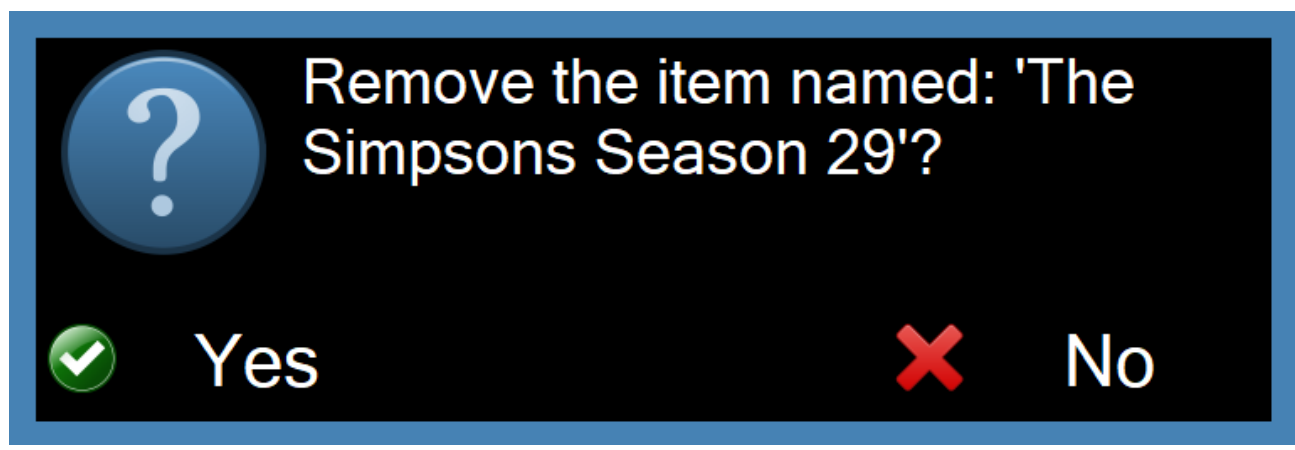 Remove the item named: 'The
Simpsons Season 29'?
Yes
No